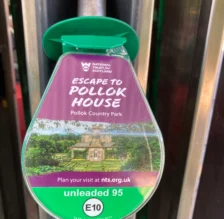 NATIONAL
TRUST for
SCOTLAND
ESCAPE TO
POLLOK
HOUSE
Pollok Country Park
Plan your visit at nts.org.uk
unleaded 95
E10